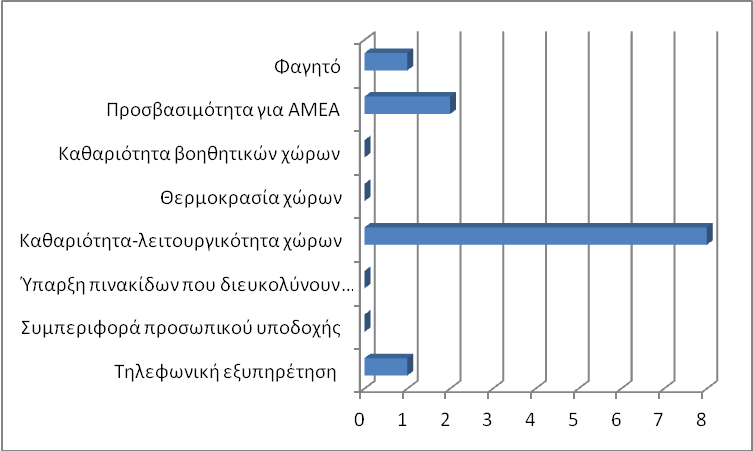 Φαγητό
Προσβασιμότητα για ΑΜΕΑ
Καθαριότητα βοηθητικών χώρων
Θερμοκρασία χώρων
Καθαριότητα-λειτουργικότητα χώρων
Ύπαρξη πινακίδων που διευκολύνουν...
Συμπεριφορά προσωπικού υποδοχής
Τηλεφωνική εξυπηρέτηση
0 1 2 3 4 5 6 7 8